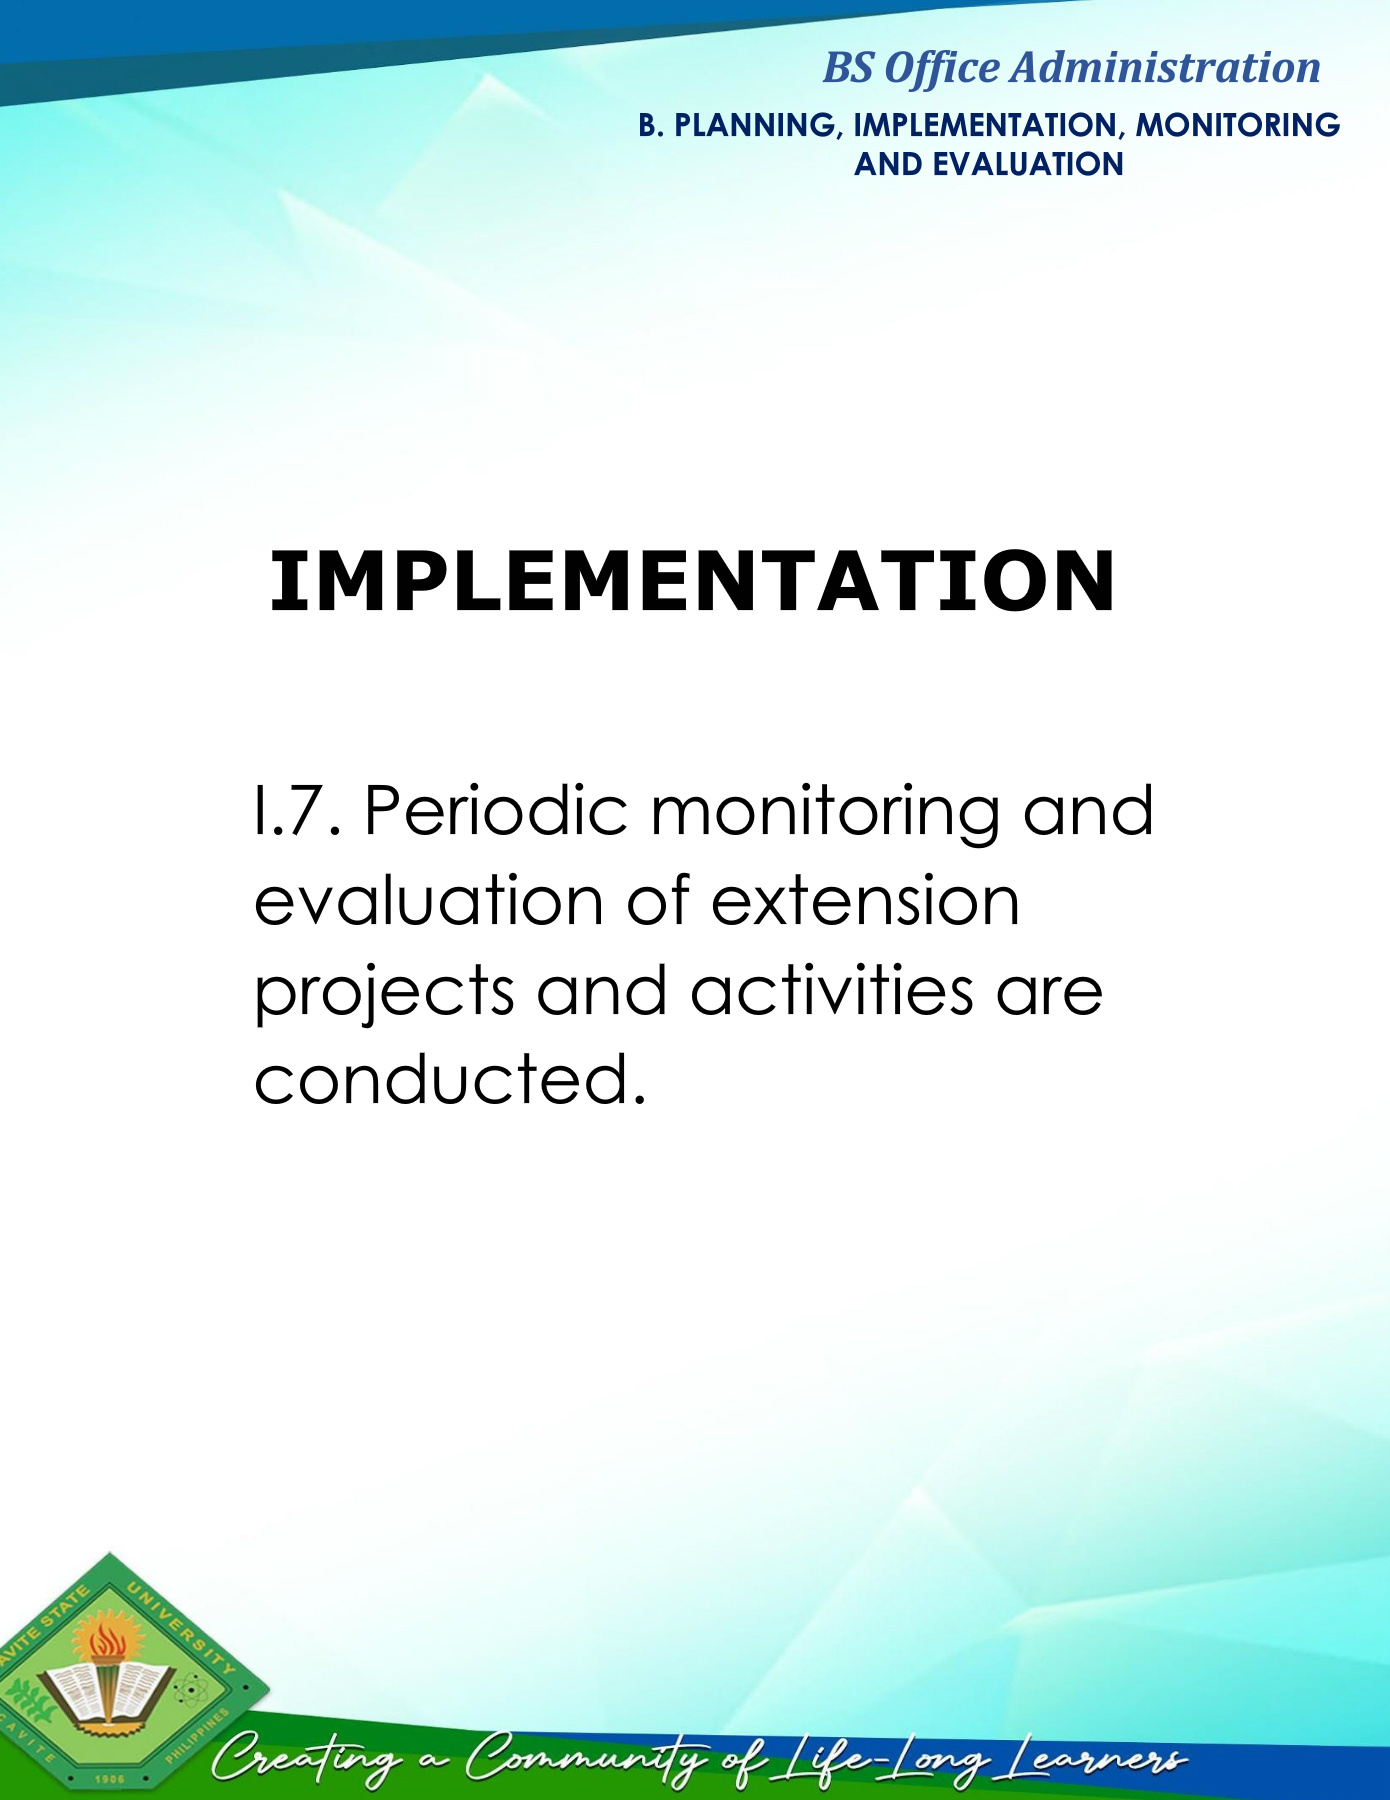 BS Office Administration
B. PLANNING, IMPLEMENTATION, MONITORING
AND EVALUATION
IMPLEMENTATION
I.7. Periodic monitoring and
evaluation of extension
projects and activities are
conducted.
AVITE STATE UNIVERSITY
CAVITE PHILIPPINES
1906
Creating a Community of Life-Long Learners